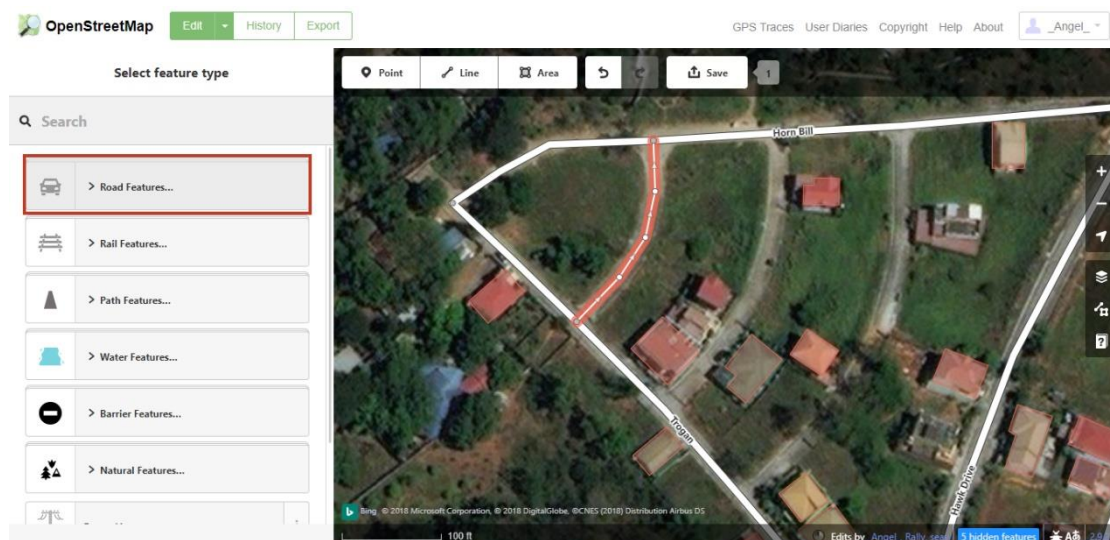 OpenStreetMap
Edit
History
Export
GPS Traces
User Diaries
Copyright
Help
About
_Angel_
Select feature type
Point
Line
Area
Save
1
Search
> Road Features...
> Rail Features...
> Path Features...
> Water Features...
> Barrier Features...
> Natural Features...
Horn Bill
Trogan
Hawk Drive
Bing © 2018 Microsoft Corporation, © 2018 DigitalGlobe, ©CNES (2018) Distribution Airbus DS
100 ft
Edits by Angel_ Rally_sear
5 hidden features